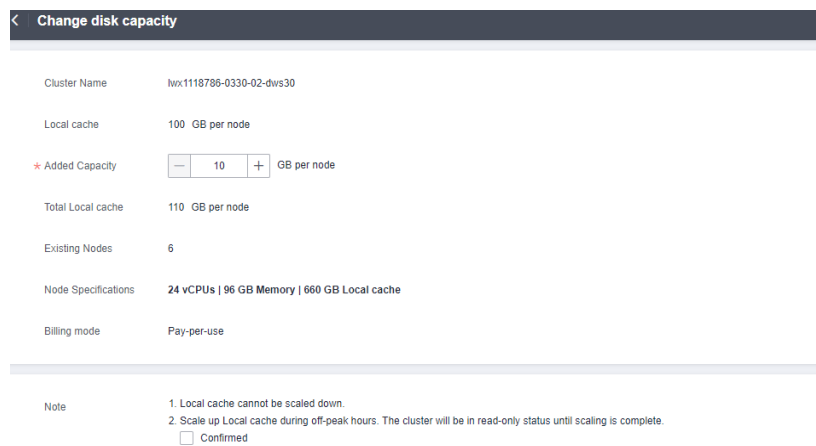 Change disk capacity
Cluster Name lwx1118786-0330-02-dws30
Local cache 100 GB per node
* Added Capacity − 10 + GB per node
Total Local cache 110 GB per node
Existing Nodes 6
Node Specifications 24 vCPUs | 96 GB Memory | 660 GB Local cache
Billing mode Pay-per-use
Note 1. Local cache cannot be scaled down.
2. Scale up Local cache during off-peak hours. The cluster will be in read-only status until scaling is complete.
Confirmed